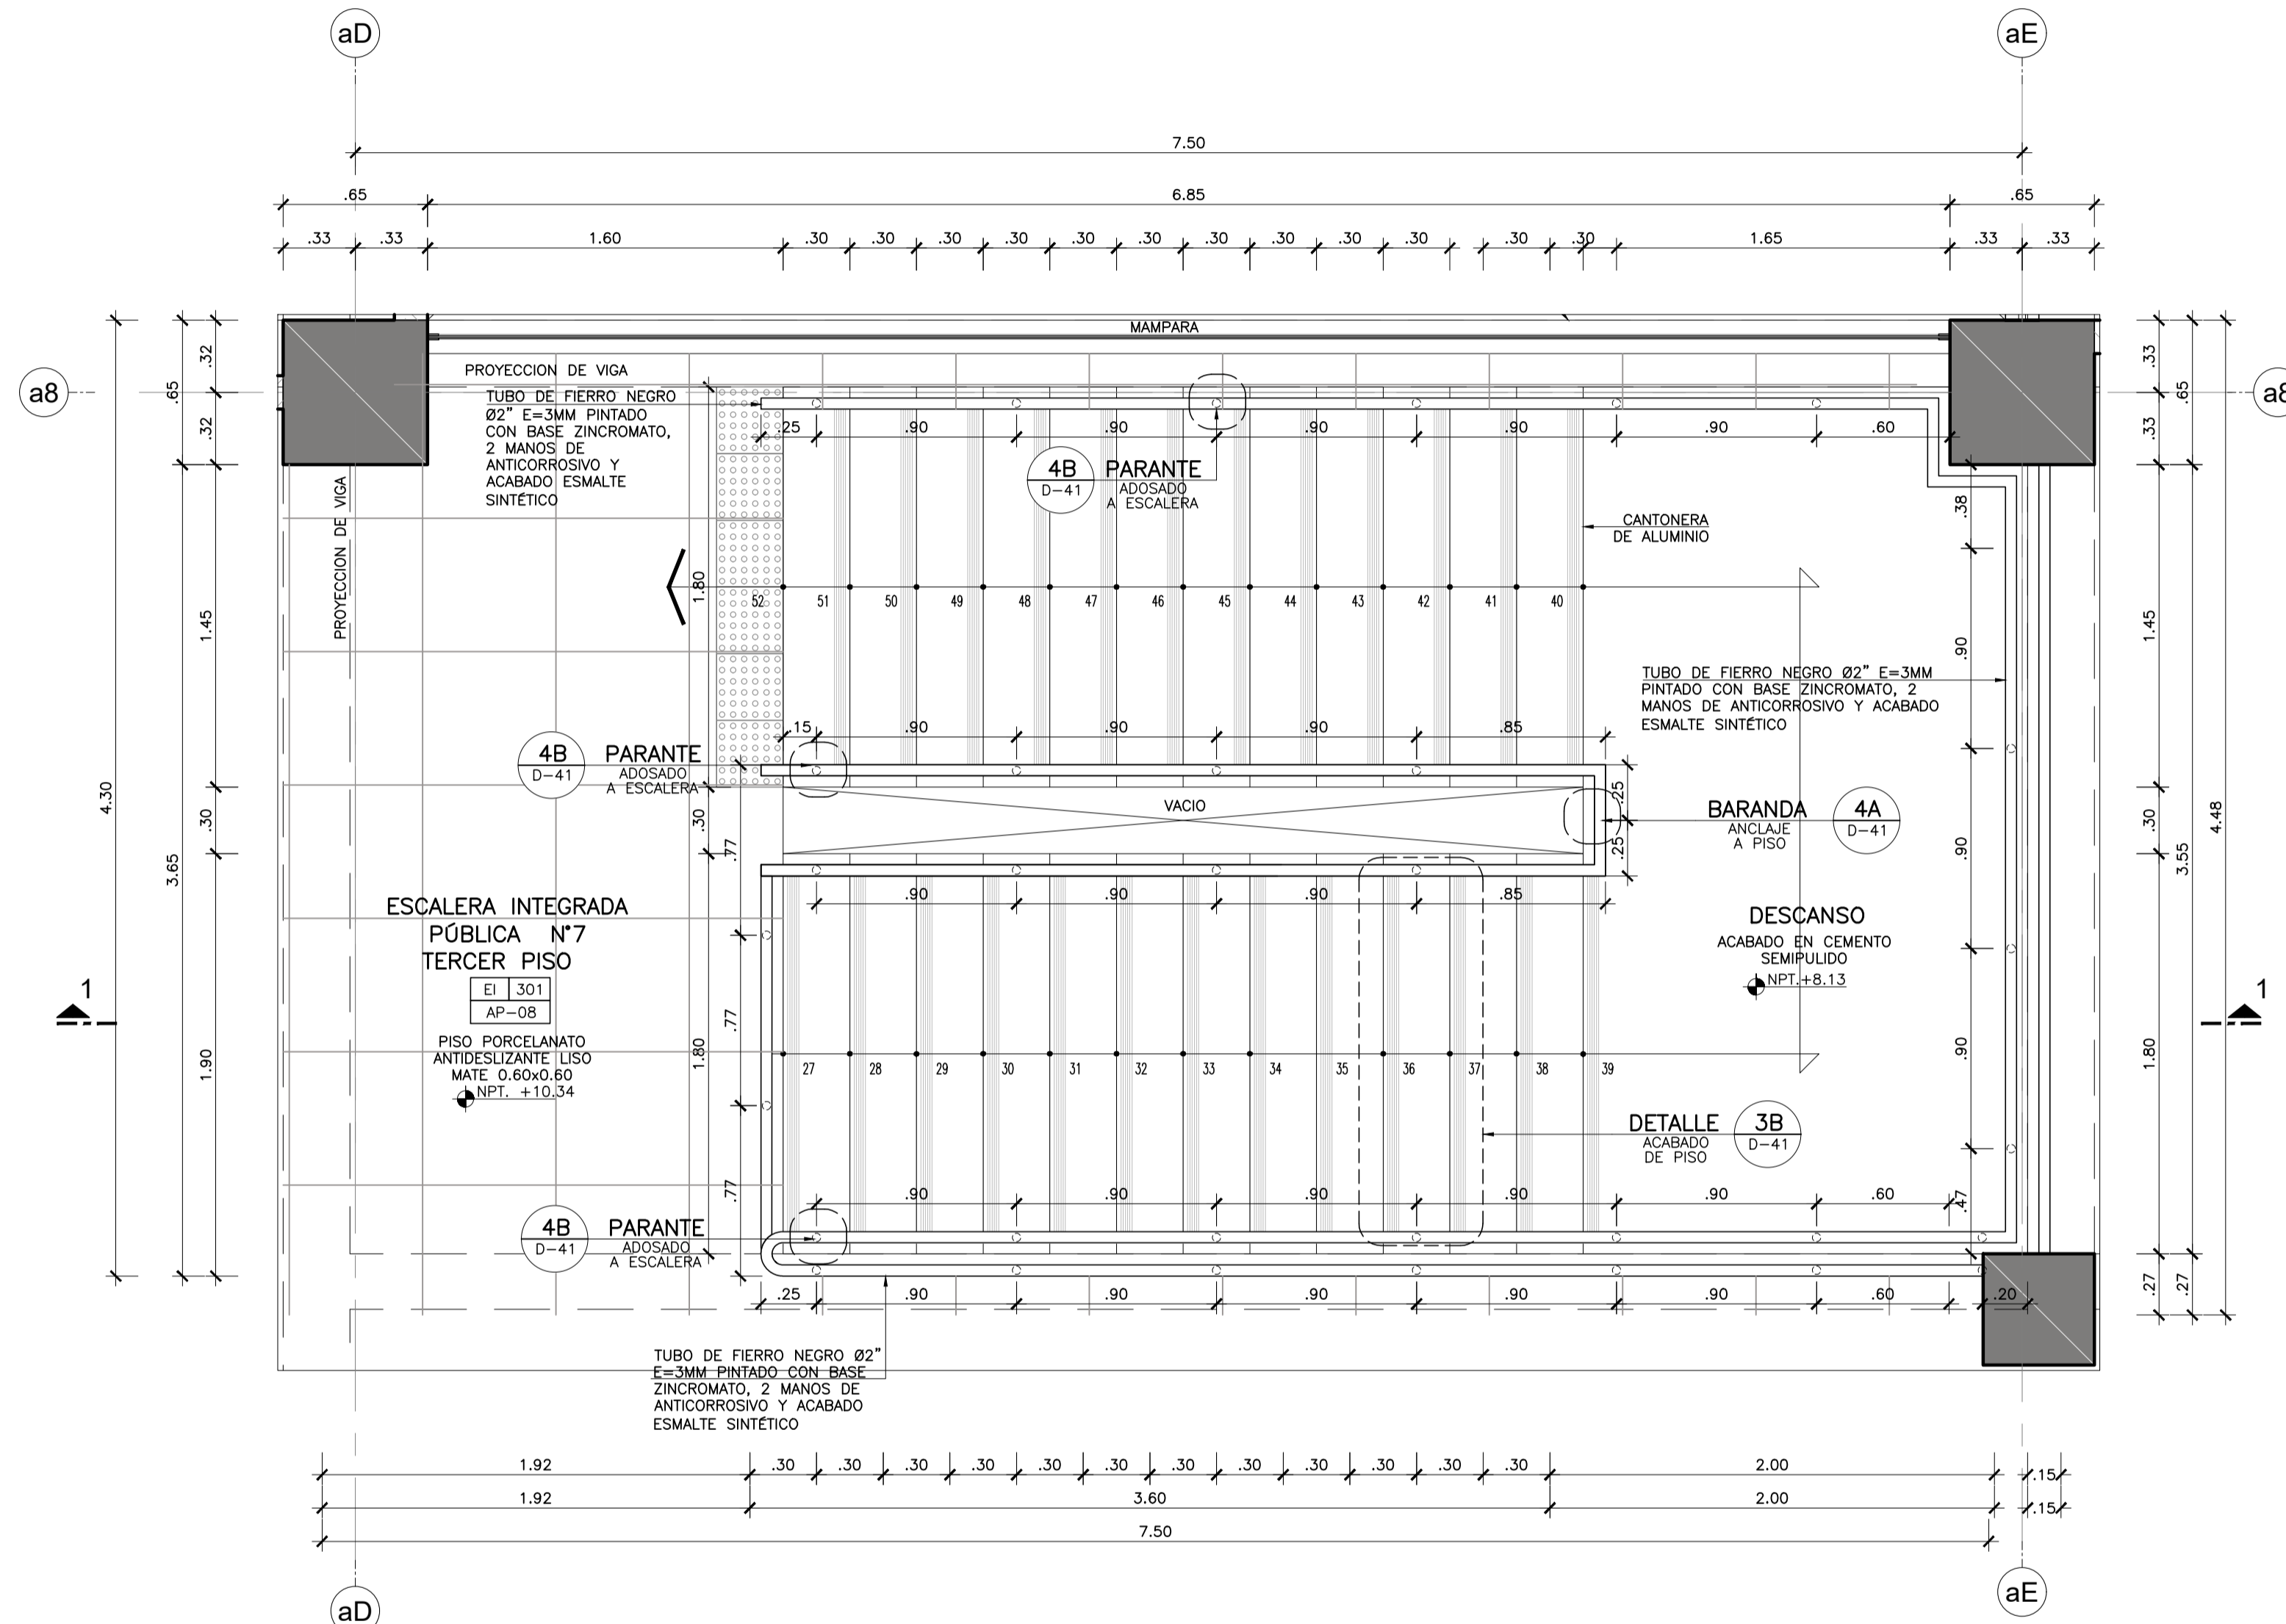 aD
aE
7.50
.65
6.85
.65
.33
.33
1.60
.30
.30
.30
.30
.30
.30
.30
.30
.30
.30
.30
.30
1.65
.33
.33
MAMPARA
a8
a8
PROYECCION DE VIGA
TUBO DE FIERRO NEGRO
Ø2" E=3MM PINTADO
CON BASE ZINCROMATO,
2 MANOS DE
ANTICORROSIVO Y
ACABADO ESMALTE
SINTÉTICO
PROYECCION DE VIGA
.32
.65
.32
1.45
4.30
3.65
.30
1.90
.33
.65
.33
1.45
.30
4.48
3.55
1.80
.27
.27
.25
.90
.90
.90
.90
.90
.60
4B
D-41
PARANTE
ADOSADO
A ESCALERA
CANTONERA
DE ALUMINIO
.38
1.80
52
51
50
49
48
47
46
45
44
43
42
41
40
.90
TUBO DE FIERRO NEGRO Ø2" E=3MM
PINTADO CON BASE ZINCROMATO, 2
MANOS DE ANTICORROSIVO Y ACABADO
ESMALTE SINTÉTICO
.15
.90
.90
.90
.85
4B
D-41
PARANTE
ADOSADO
A ESCALERA
VACIO
.25
.25
BARANDA
ANCLAJE
A PISO
4A
D-41
.30
.77
.90
.90
.90
.90
.85
ESCALERA INTEGRADA
PÚBLICA N°7
TERCER PISO
EI 301
AP-08
PISO PORCELANATO
ANTIDESLIZANTE LISO
MATE 0.60x0.60
NPT. +10.34
DESCANSO
ACABADO EN CEMENTO
SEMIPULIDO
NPT.+8.13
1
1
.77
1.80
.90
27
28
29
30
31
32
33
34
35
36
37
38
39
DETALLE
ACABADO
DE PISO
3B
D-41
.77
.90
.90
.90
.90
.90
.60
.47
4B
D-41
PARANTE
ADOSADO
A ESCALERA
.25
.90
.90
.90
.90
.90
.60
.20
TUBO DE FIERRO NEGRO Ø2"
E=3MM PINTADO CON BASE
ZINCROMATO, 2 MANOS DE
ANTICORROSIVO Y ACABADO
ESMALTE SINTÉTICO
1.92
.30
.30
.30
.30
.30
.30
.30
.30
.30
.30
.30
.30
2.00
.15
1.92
3.60
2.00
.15
7.50
aD
aE